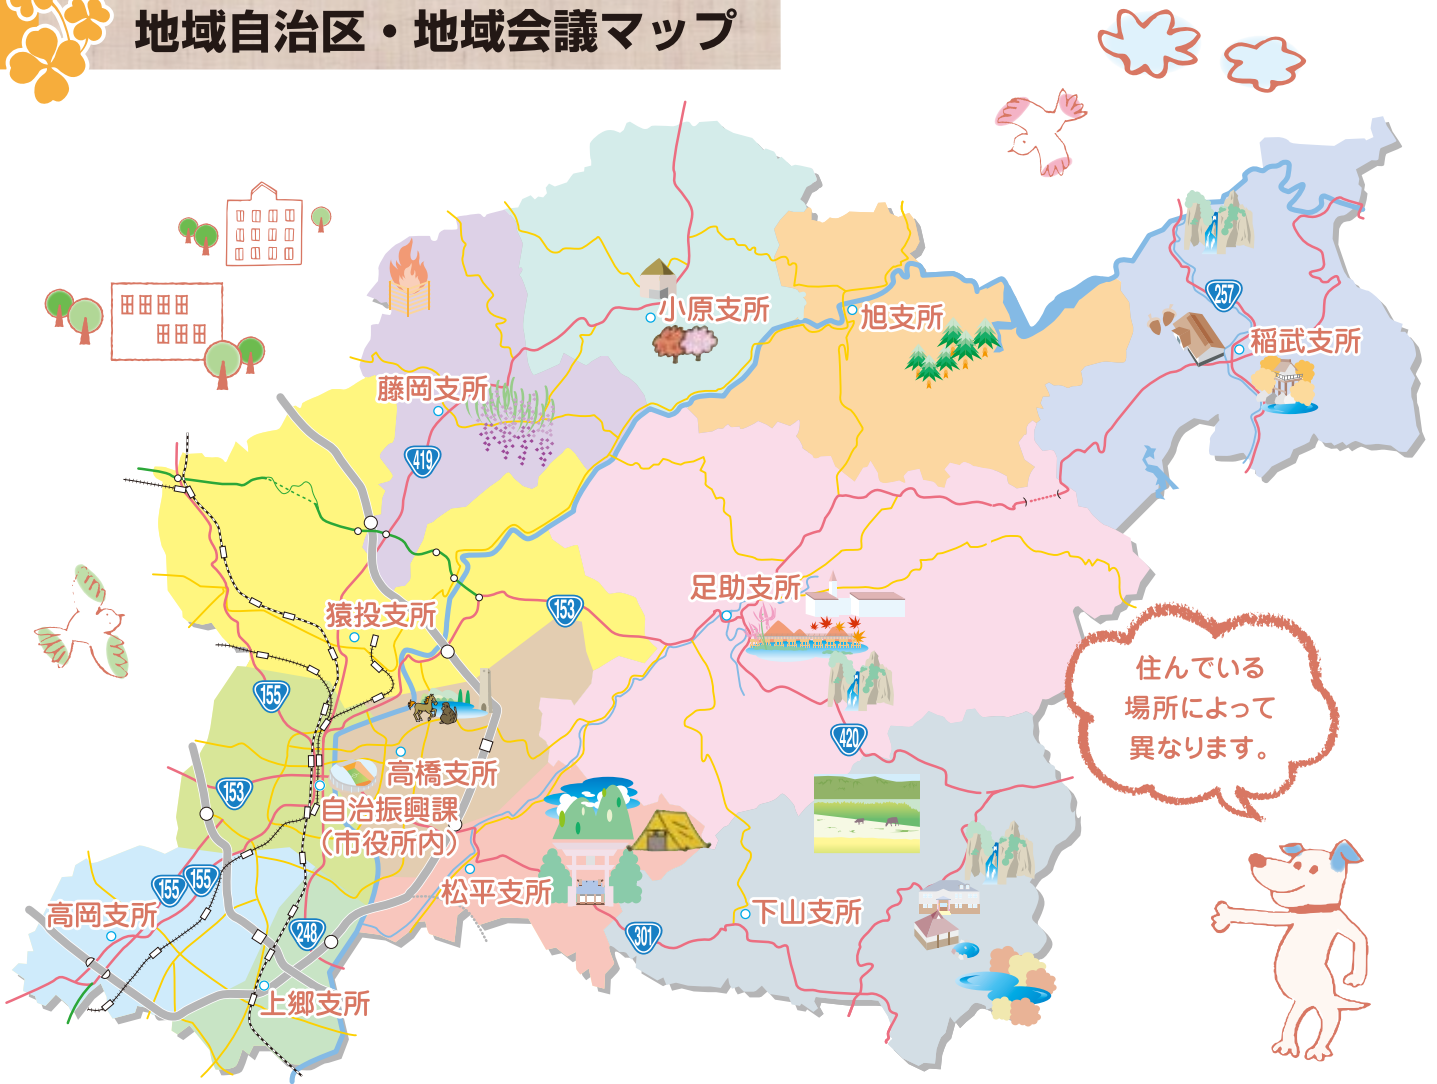 地域自治区・地域会議マップ
257
小原支所
旭支所
稲武支所
藤岡支所
419
足助支所
153
猿投支所
住んでいる
場所によって
異なります。
155
420
高橋支所
153
自治振興課
（市役所内）
155
155
松平支所
高岡支所
下山支所
248
301
上郷支所